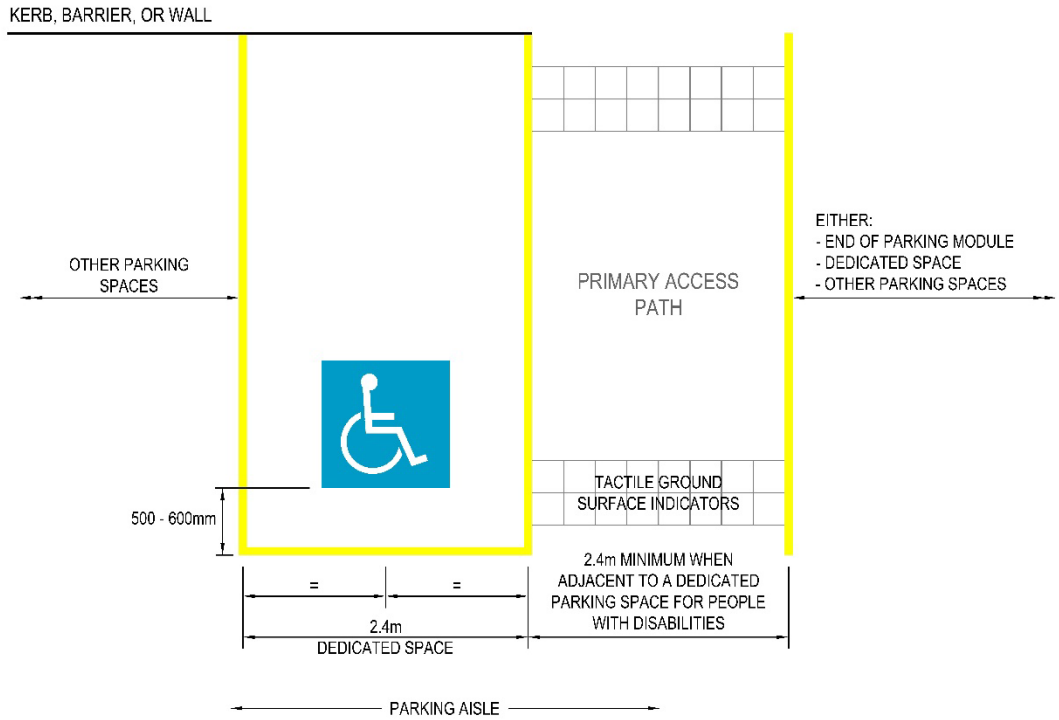 KERB, BARRIER, OR WALL
EITHER:
- END OF PARKING MODULE
- DEDICATED SPACE
- OTHER PARKING SPACES
OTHER PARKING
SPACES
PRIMARY ACCESS
PATH
TACTILE GROUND
SURFACE INDICATORS
500 - 600mm
=
=
2.4m
DEDICATED SPACE
2.4m MINIMUM WHEN
ADJACENT TO A DEDICATED
PARKING SPACE FOR PEOPLE
WITH DISABILITIES
PARKING AISLE